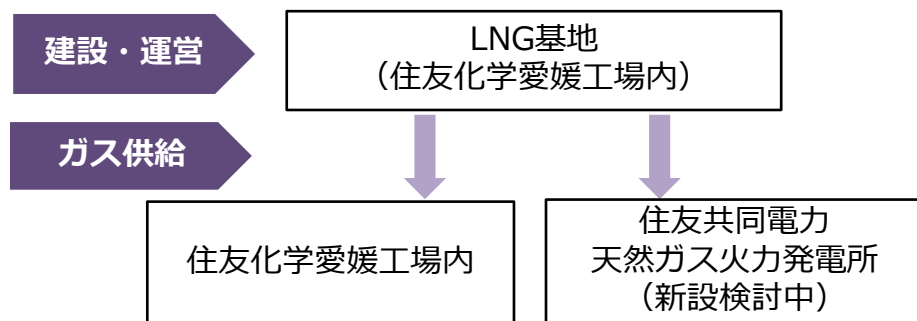 建設・運営
LNG基地
（住友化学愛媛工場内）
ガス供給
住友化学愛媛工場内
住友共同電力
天然ガス火力発電所
（新設検討中）